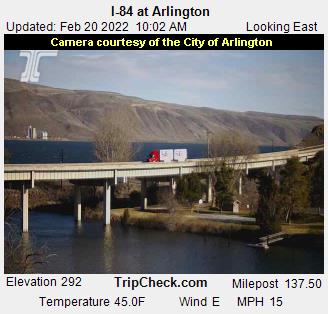 I-84 at Arlington
Updated: Feb 20 2022 10:02 AM Looking East
Camera courtesy of the City of Arlington
Elevation 292 TripCheck.com Milepost 137.50
Temperature 45.0F Wind E MPH 15